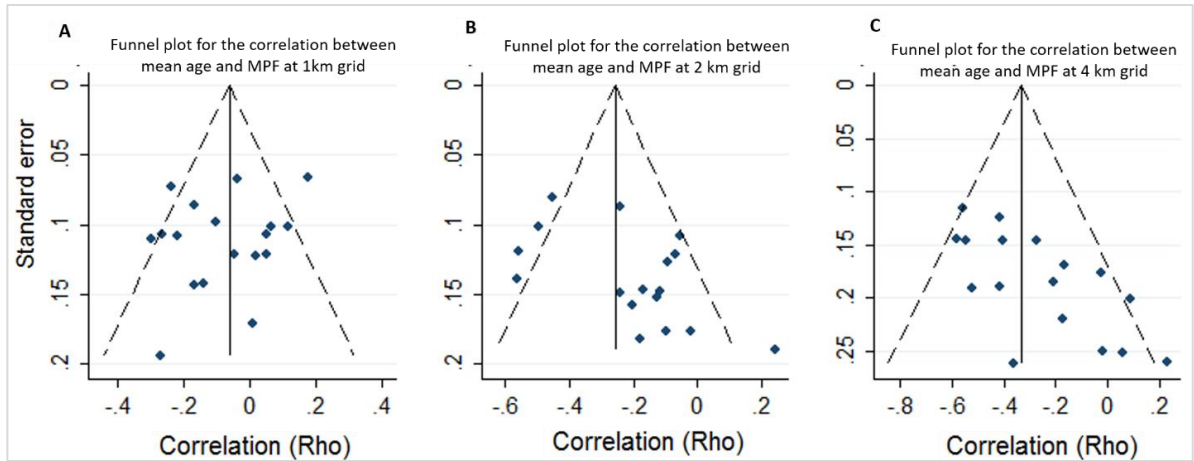 A
Funnel plot for the correlation between
mean age and MPF at 1km grid
Standard error
0
.05
.1
.15
.2
-.4 -.2 0 .2 .4
Correlation (Rho)
B
Funnel plot for the correlation between
mean age and MPF at 2 km grid
0
.05
.1
.15
.2
-.6 -.4 -.2 0 .2
Correlation (Rho)
C
Funnel plot for the correlation between
mean age and MPF at 4 km grid
0
.05
.1
.15
.2
.25
-.8 -.6 -.4 -.2 0 .2
Correlation (Rho)